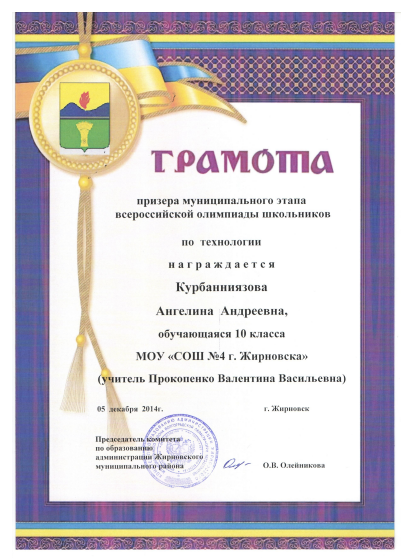 ГРАМОТА
призера муниципального этапа
всероссийской олимпиады школьников
по технологии
награждается
Курбанниязова
Ангелина Андреевна,
обучающаяся 10 класса
МОУ «СОШ №4 г. Жирновска»
(учитель Прокопенко Валентина Васильевна)
05 декабря 2014г. г. Жирновск
Председатель комитета
по образованию
администрации Жирновского
муниципального района О.В. Олейникова